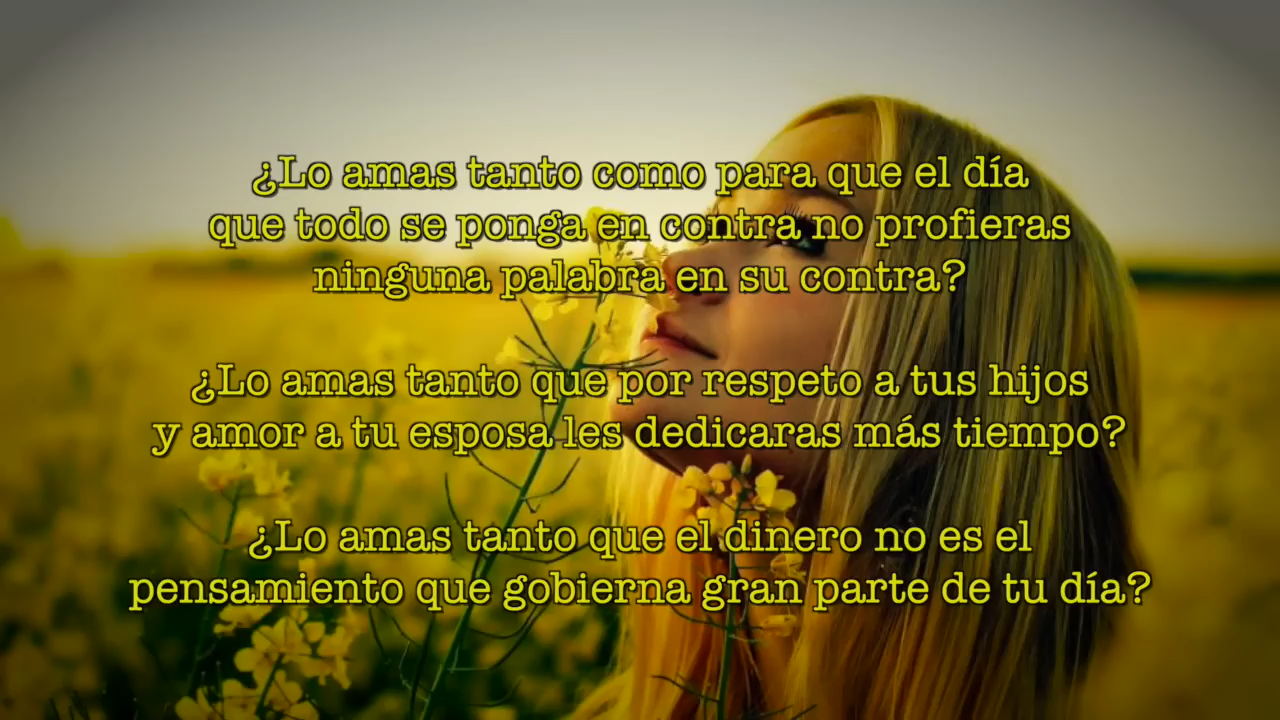 ¿Lo amas tanto como para que el día
que todo se ponga en contra no profieras
ninguna palabra en su contra?
¿Lo amas tanto que por respeto a tus hijos
y amor a tu esposa les dedicaras más tiempo?
¿Lo amas tanto que el dinero no es el
pensamiento que gobierna gran parte de tu día?